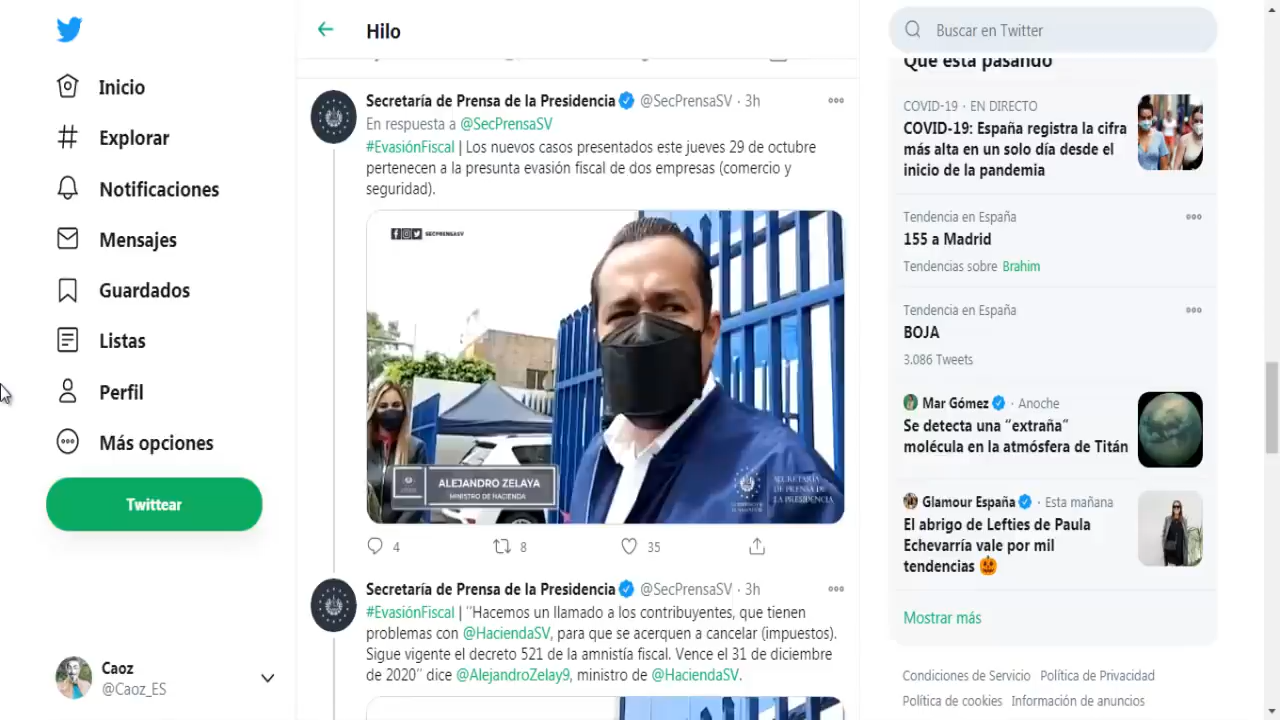 Inicio
Explorar
Notificaciones
Mensajes
Guardados
Listas
Perfil
Más opciones
Twittear
Caoz
@Caoz_ES
Hilo
Secretaría de Prensa de la Presidencia @SecPrensaSV · 3h
En respuesta a @SecPrensaSV
#EvasiónFiscal | Los nuevos casos presentados este jueves 29 de octubre
pertenecen a la presunta evasión fiscal de dos empresas (comercio y
seguridad).
SECPRENSASV
ALEJANDRO ZELAYA
MINISTRO DE HACIENDA
SECRETARÍA
DE PRENSA DE
LA PRESIDENCIA
4 8 35
Secretaría de Prensa de la Presidencia @SecPrensaSV · 3h
#EvasiónFiscal | "Hacemos un llamado a los contribuyentes, que tienen
problemas con @HaciendaSV, para que se acerquen a cancelar (impuestos).
Sigue vigente el decreto 521 de la amnistía fiscal. Vence el 31 de diciembre
de 2020" dice @AlejandroZelay9, ministro de @HaciendaSV.
Buscar en Twitter
Qué está pasando
COVID-19 · EN DIRECTO
COVID-19: España registra la cifra
más alta en un solo día desde el
inicio de la pandemia
Tendencia en España
155 a Madrid
Tendencias sobre Brahim
Tendencia en España
BOJA
3.086 Tweets
Mar Gómez · Anoche
Se detecta una "extraña"
molécula en la atmósfera de Titán
Glamour España · Esta mañana
El abrigo de Lefties de Paula
Echevarría vale por mil
tendencias 🎃
Mostrar más
Condiciones de Servicio Política de Privacidad
Política de cookies Información de anuncios